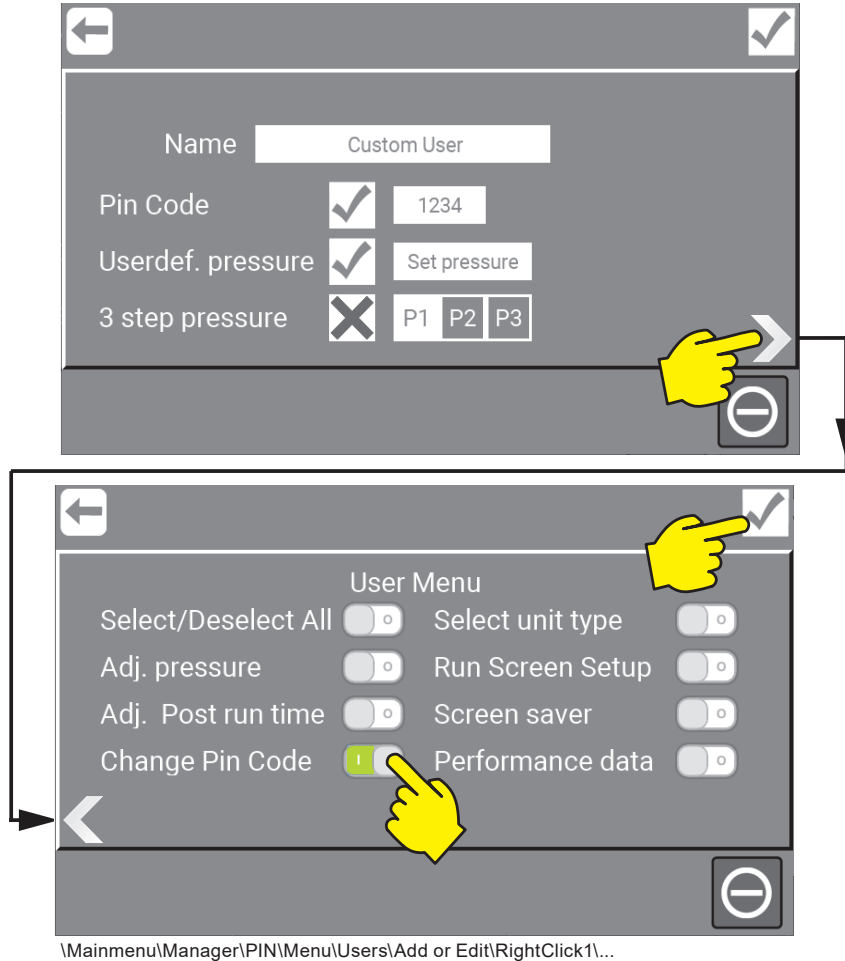 Name Custom User
Pin Code 1234
Userdef. pressure Set pressure
3 step pressure P1 P2 P3
User Menu
Select/Deselect All O Select unit type O
Adj. pressure O Run Screen Setup O
Adj. Post run time O Screen saver O
Change Pin Code I Performance data O
\Mainmenu\Manager\PIN\Menu\Users\Add or Edit\RightClick1\...